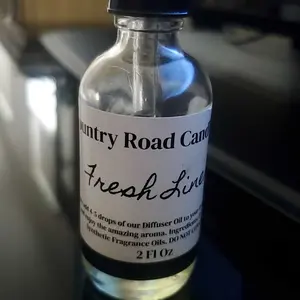 untry Road Cand
Fresh Line
4-5 drops of our Diffuser Oil to your
enjoy the amazing aroma. Ingredients
Synthetic Fragrance Oils. DO NOT
2 Fl Oz